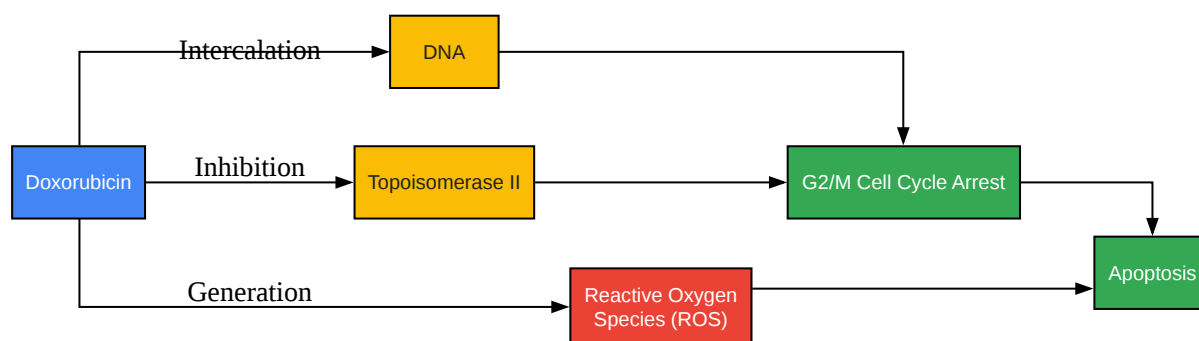 Intercalation
DNA
Doxorubicin
Inhibition
Topoisomerase II
G2/M Cell Cycle Arrest
Generation
Reactive Oxygen
Species (ROS)
Apoptosis